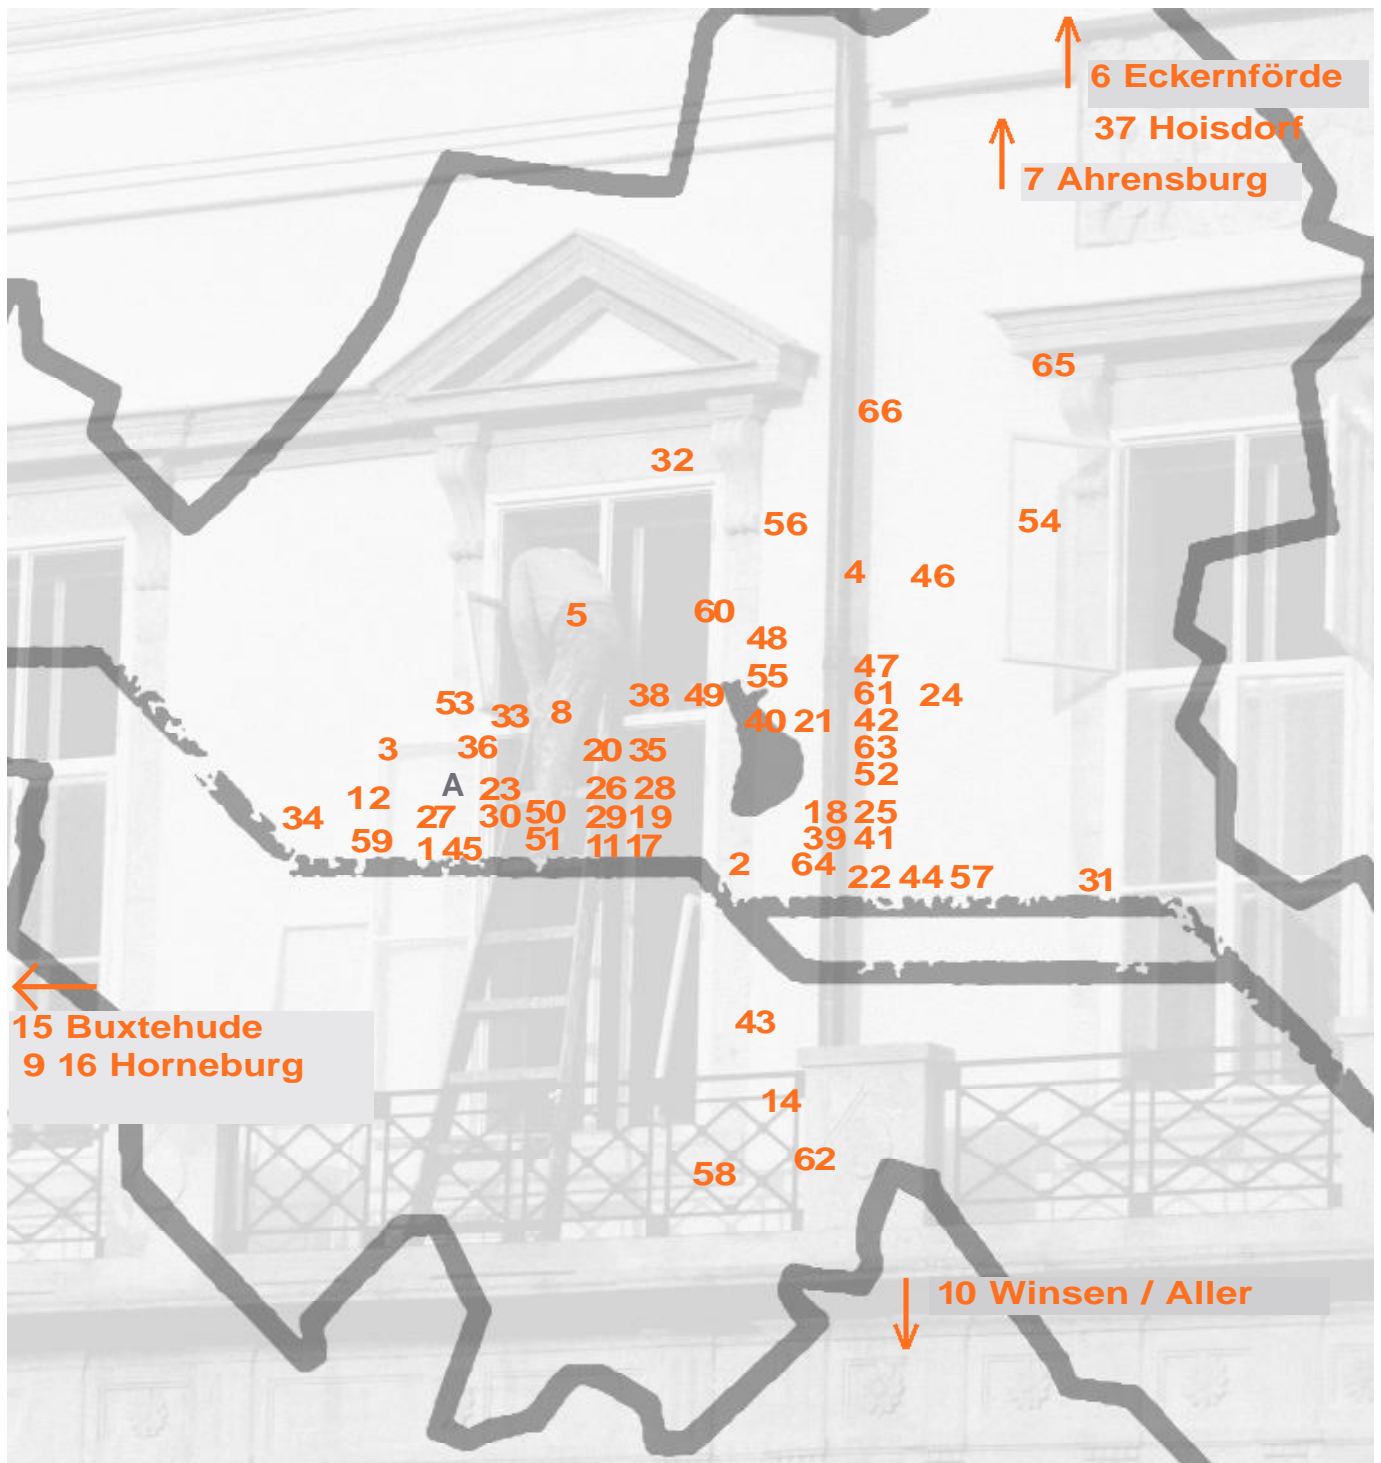 6 Eckernförde
37 Hoisdorf
7 Ahrensburg
65
66
32
56 54
4 46
5 60
48
47
55
53 33 8 38 49 61 24
40 21 42
3 36 20 35 63
52
A 23 26 28
34 12 27 30 50 29 19 18 25
59 1 45 51 11 17 39 41
2 64
22 44 57 31
15 Buxtehude
9 16 Horneburg
43
14
58 62
10 Winsen / Aller